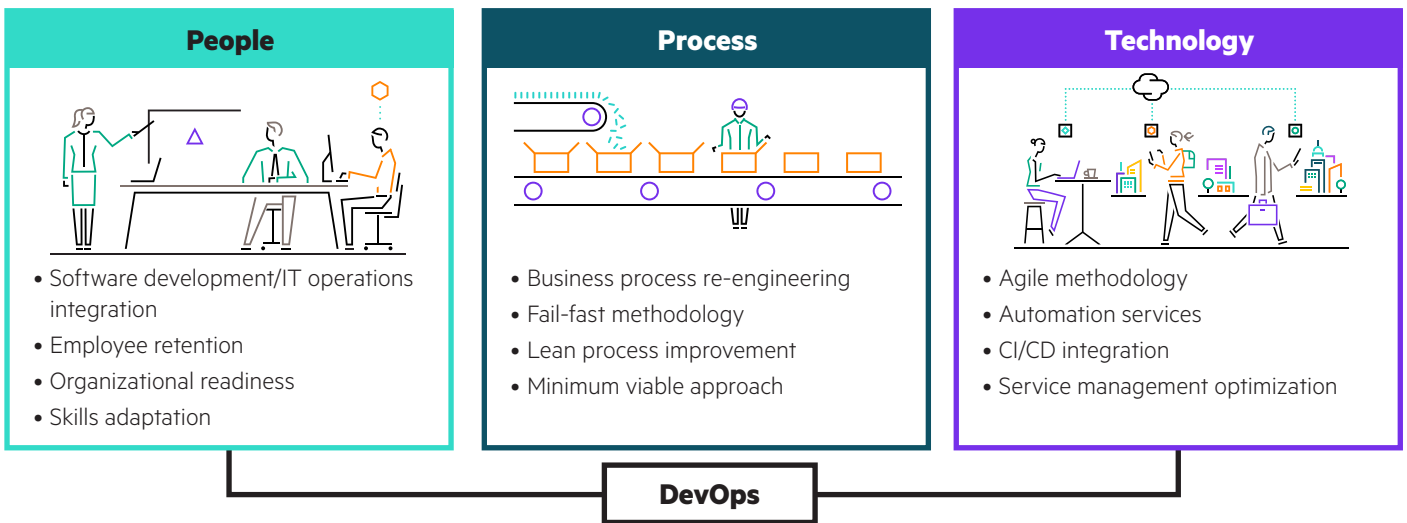 People
• Software development/IT operations
integration
• Employee retention
• Organizational readiness
• Skills adaptation
Process
• Business process re-engineering
• Fail-fast methodology
• Lean process improvement
• Minimum viable approach
Technology
• Agile methodology
• Automation services
• CI/CD integration
• Service management optimization
DevOps